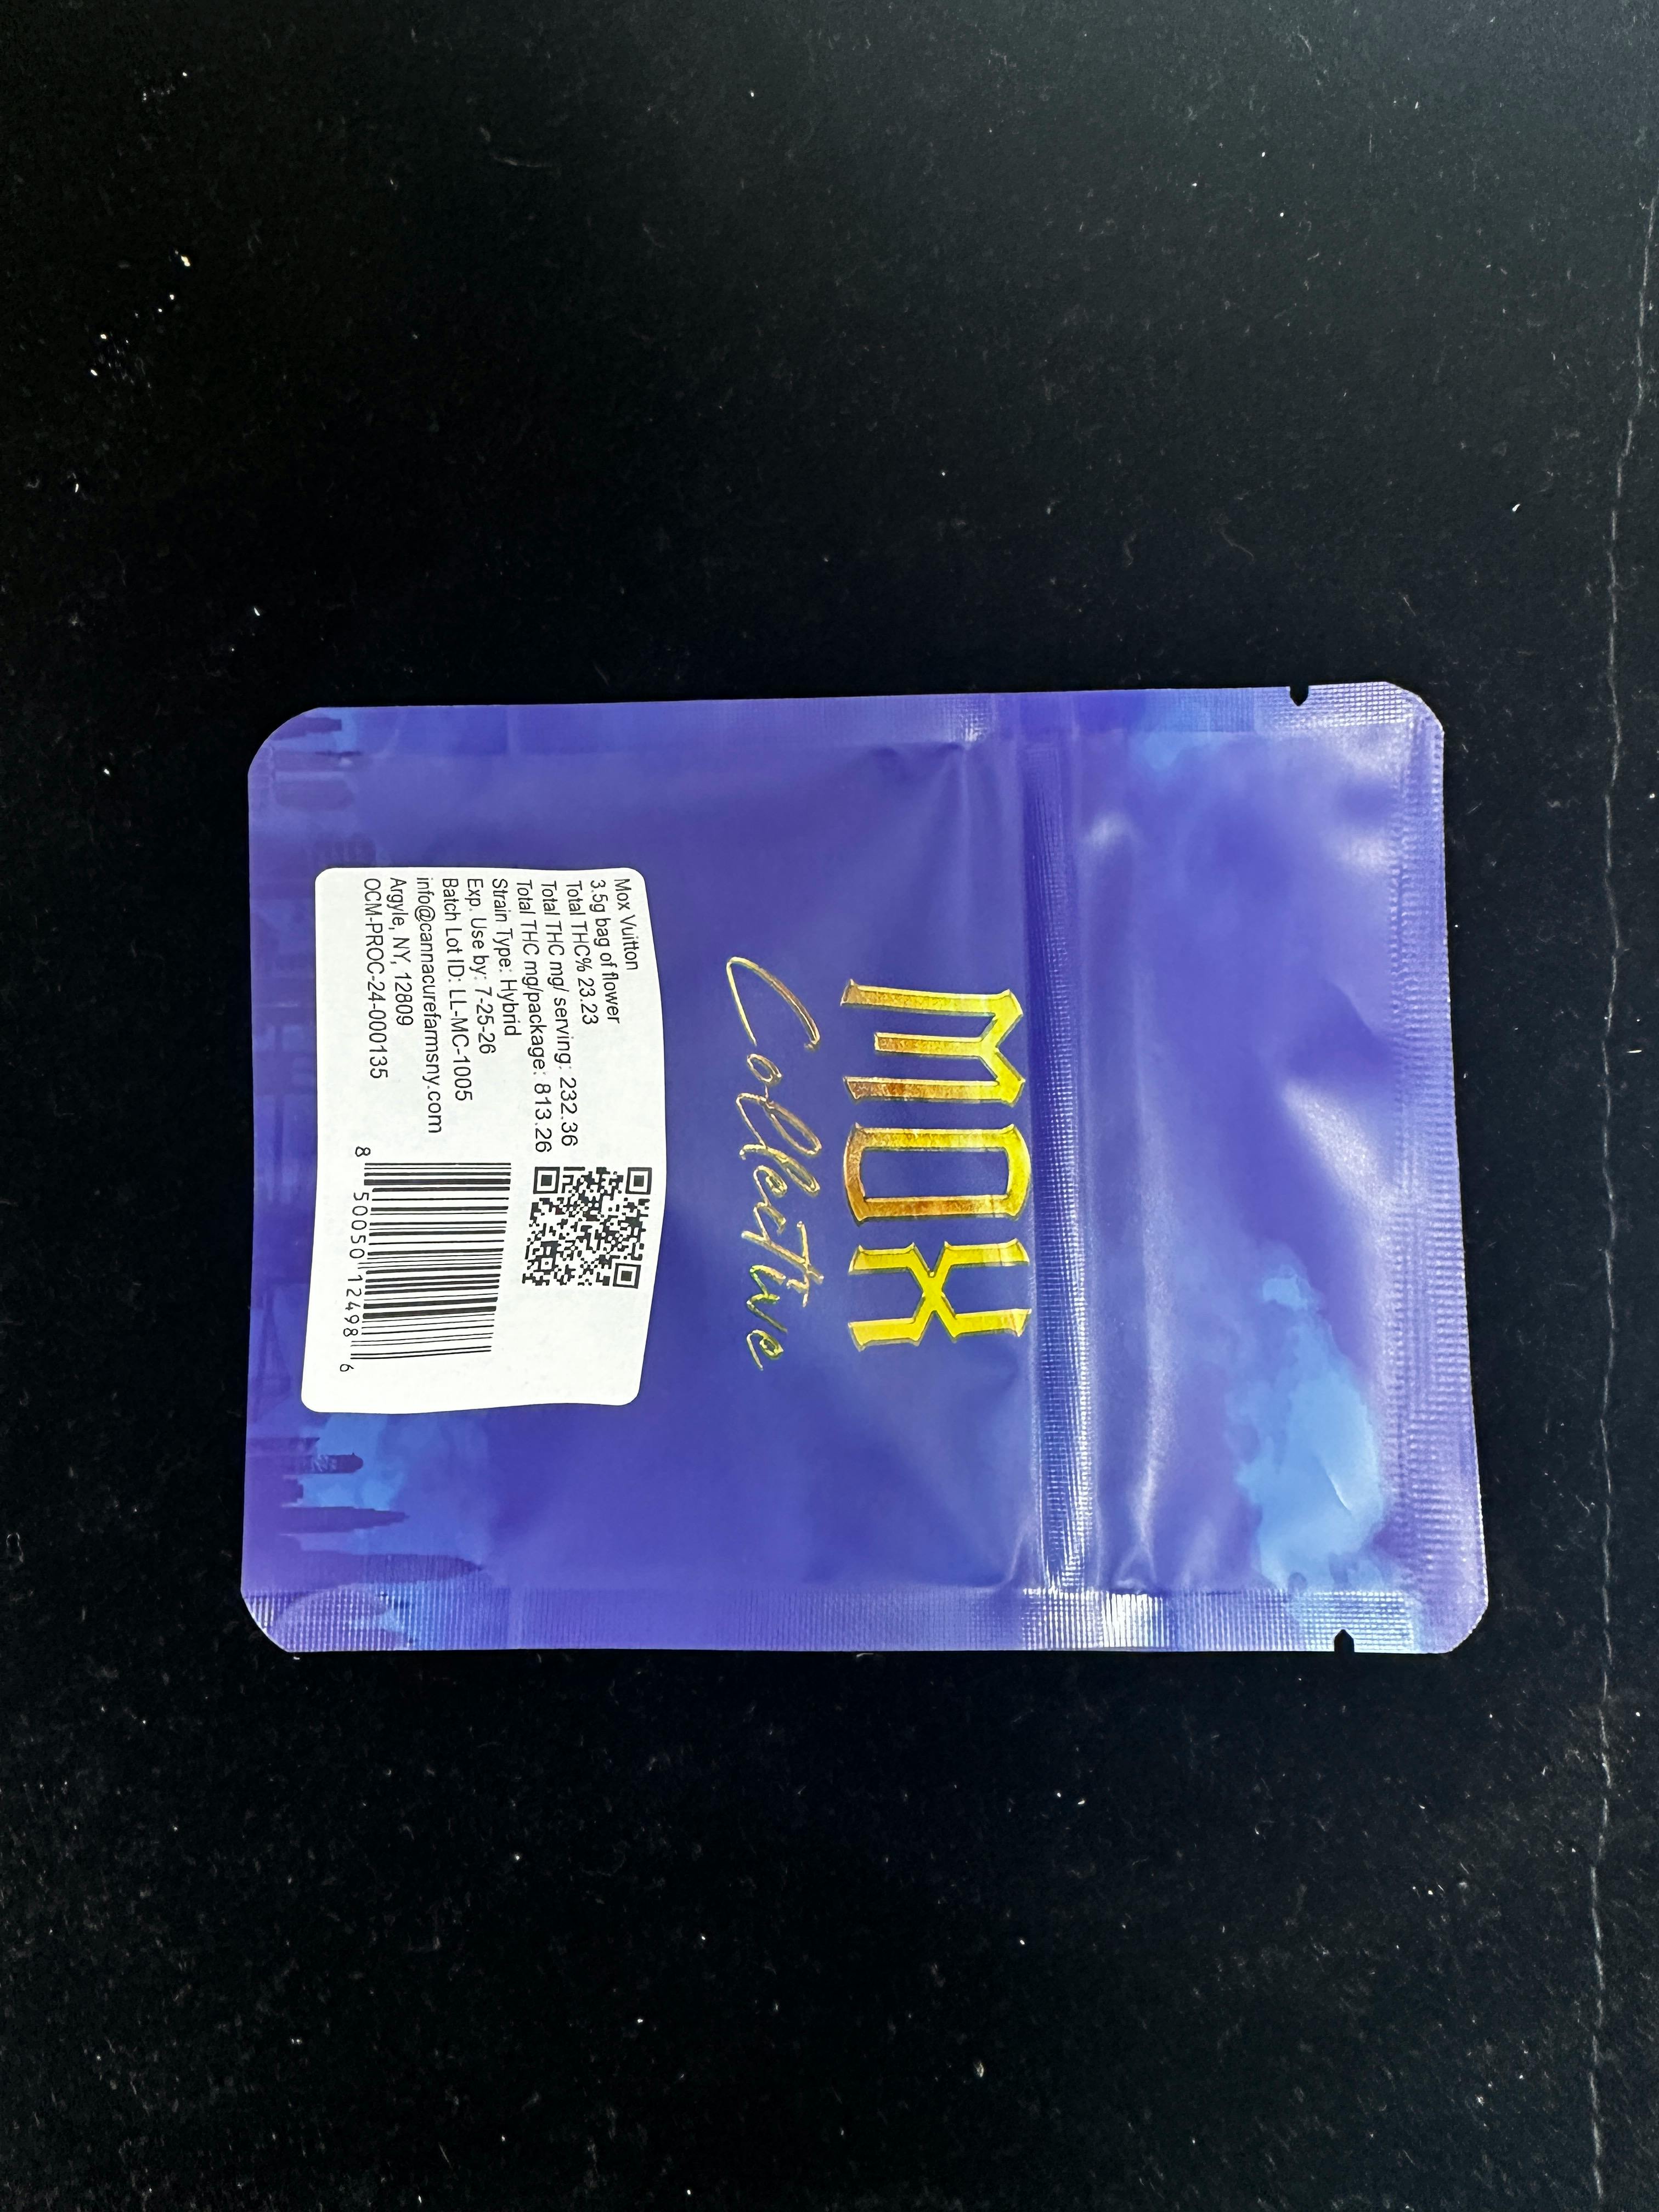 MOX
Collective
Mox Vuitton
3.5g bag of flower
Total THC% 23.23
Total THC mg/ serving: 232.36
Total THC mg/package: 813.26
Strain Type: Hybrid
Exp. Use by: 7-25-26
Batch Lot ID: LL-MC-1005
info@cannacurefarmsny.com
Argyle, NY, 12809
OCM-PROC-24-000135
8 50050 12498 6